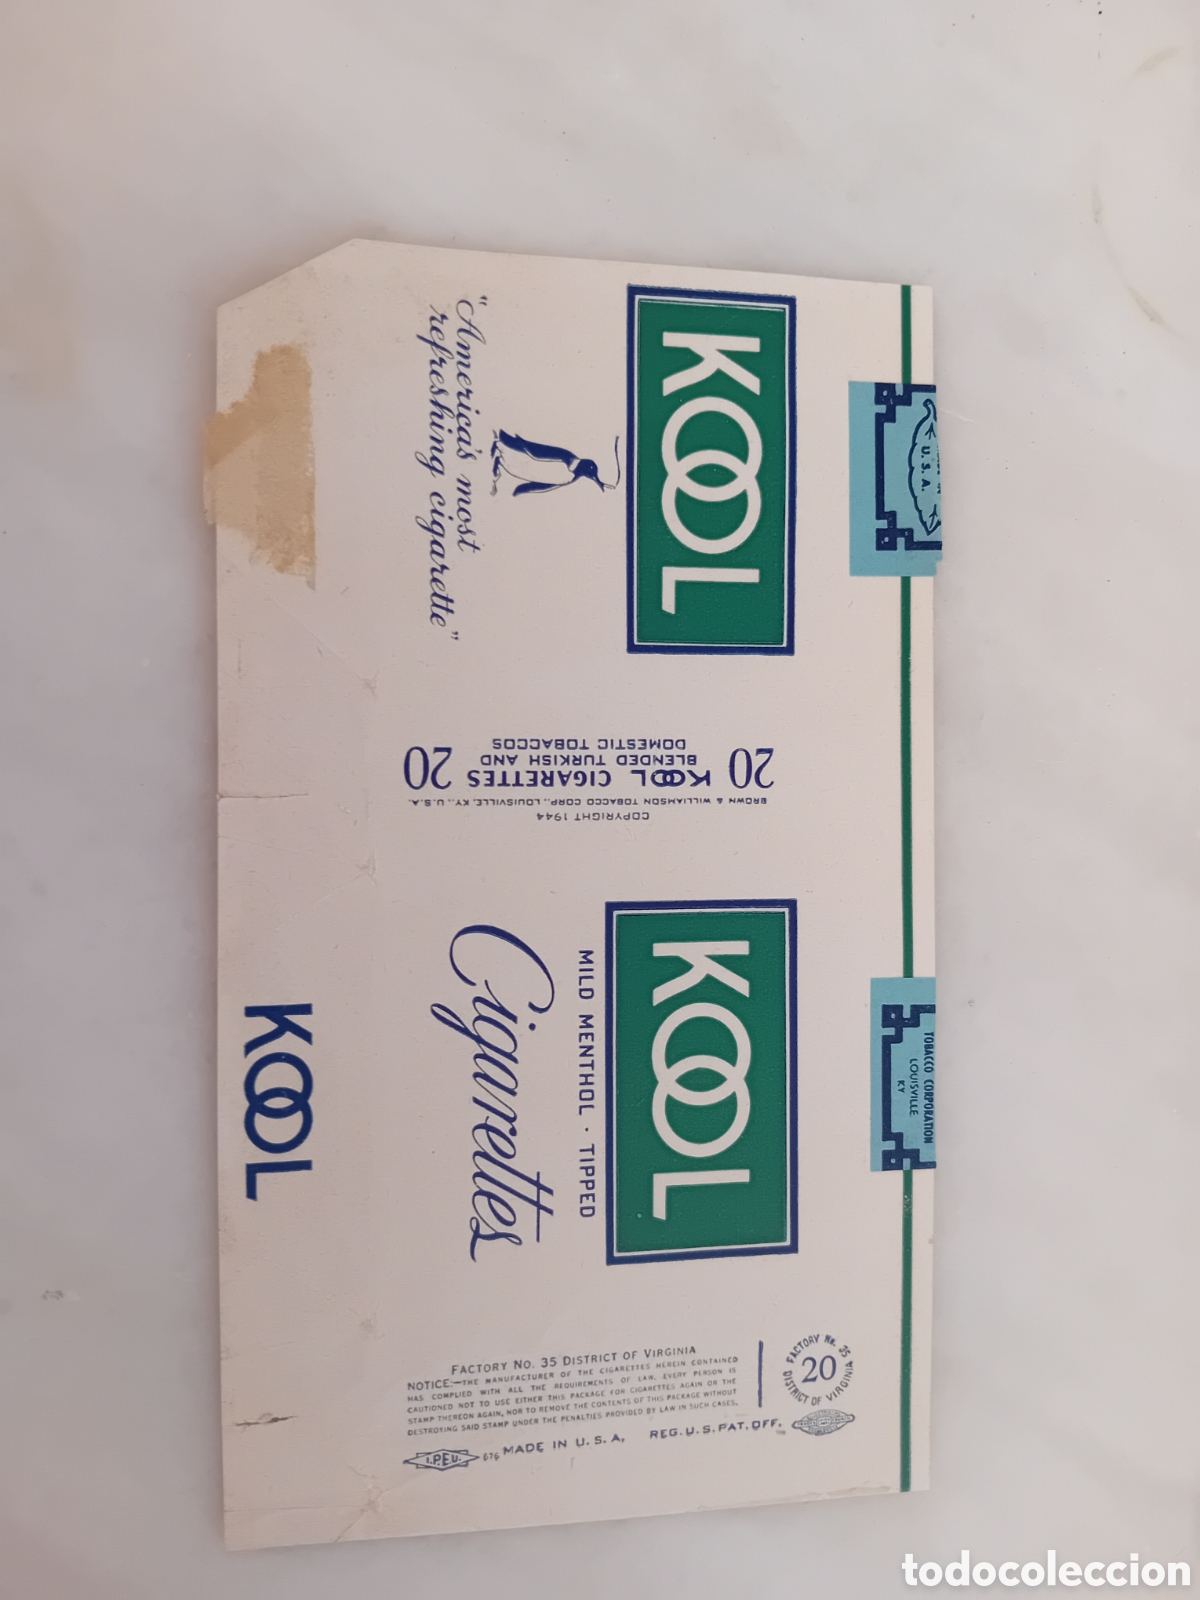 KOOL
"America's most
refreshing cigarette"
U.S.A.
20 KOOL CIGARETTES 20
BLENDED TURKISH AND
DOMESTIC TOBACCOS
COPYRIGHT 1944
BROWN & WILLIAMSON TOBACCO CORP., LOUISVILLE, KY., U.S.A.
TOBACCO CORPORATION
LOUISVILLE
KY
KOOL
MILD MENTHOL · TIPPED
Cigarettes
KOOL
FACTORY No. 35 DISTRICT OF VIRGINIA
20
FACTORY No. 35 DISTRICT OF VIRGINIA
NOTICE:—THE MANUFACTURER OF THE CIGARETTES HEREIN CONTAINED
HAS COMPLIED WITH ALL THE REQUIREMENTS OF LAW. EVERY PERSON IS
CAUTIONED NOT TO USE EITHER THIS PACKAGE FOR CIGARETTES AGAIN OR THE
STAMP THEREON AGAIN, NOR TO REMOVE THE CONTENTS OF THIS PACKAGE WITHOUT
DESTROYING SAID STAMP UNDER THE PENALTIES PROVIDED BY LAW IN SUCH CASES.
I.P.E.U. 676 MADE IN U.S.A. REG. U.S. PAT. OFF.
todocoleccion